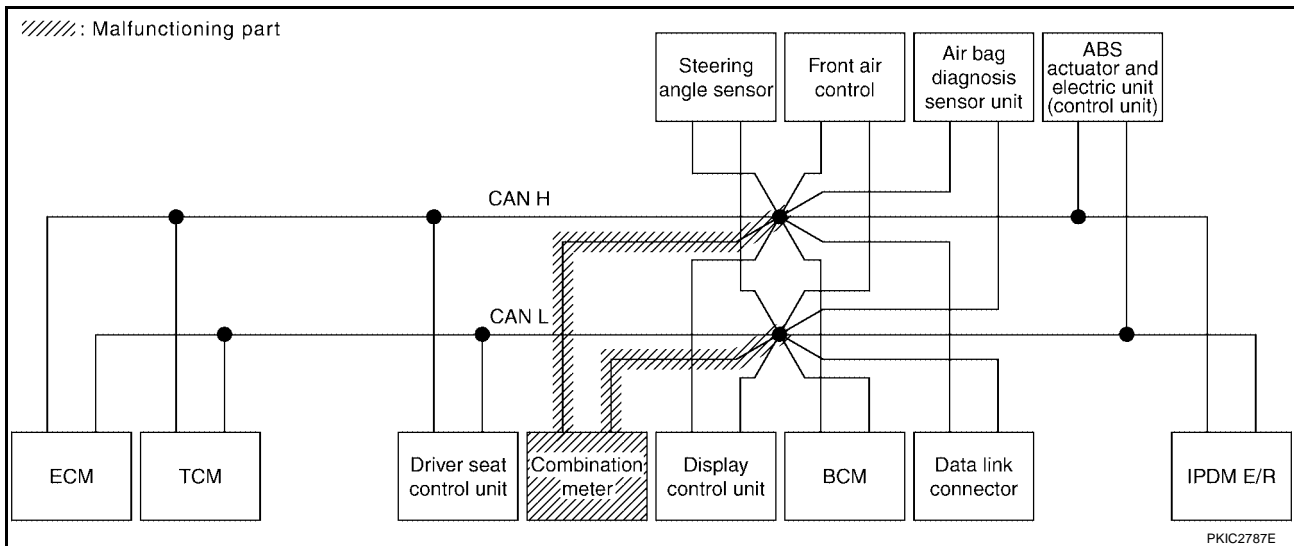 : Malfunctioning part
Steering
angle sensor
Front air
control
Air bag
diagnosis
sensor unit
ABS
actuator and
electric unit
(control unit)
CAN H
CAN L
ECM
TCM
Driver seat
control unit
Combination
meter
Display
control unit
BCM
Data link
connector
IPDM E/R
PKIC2787E